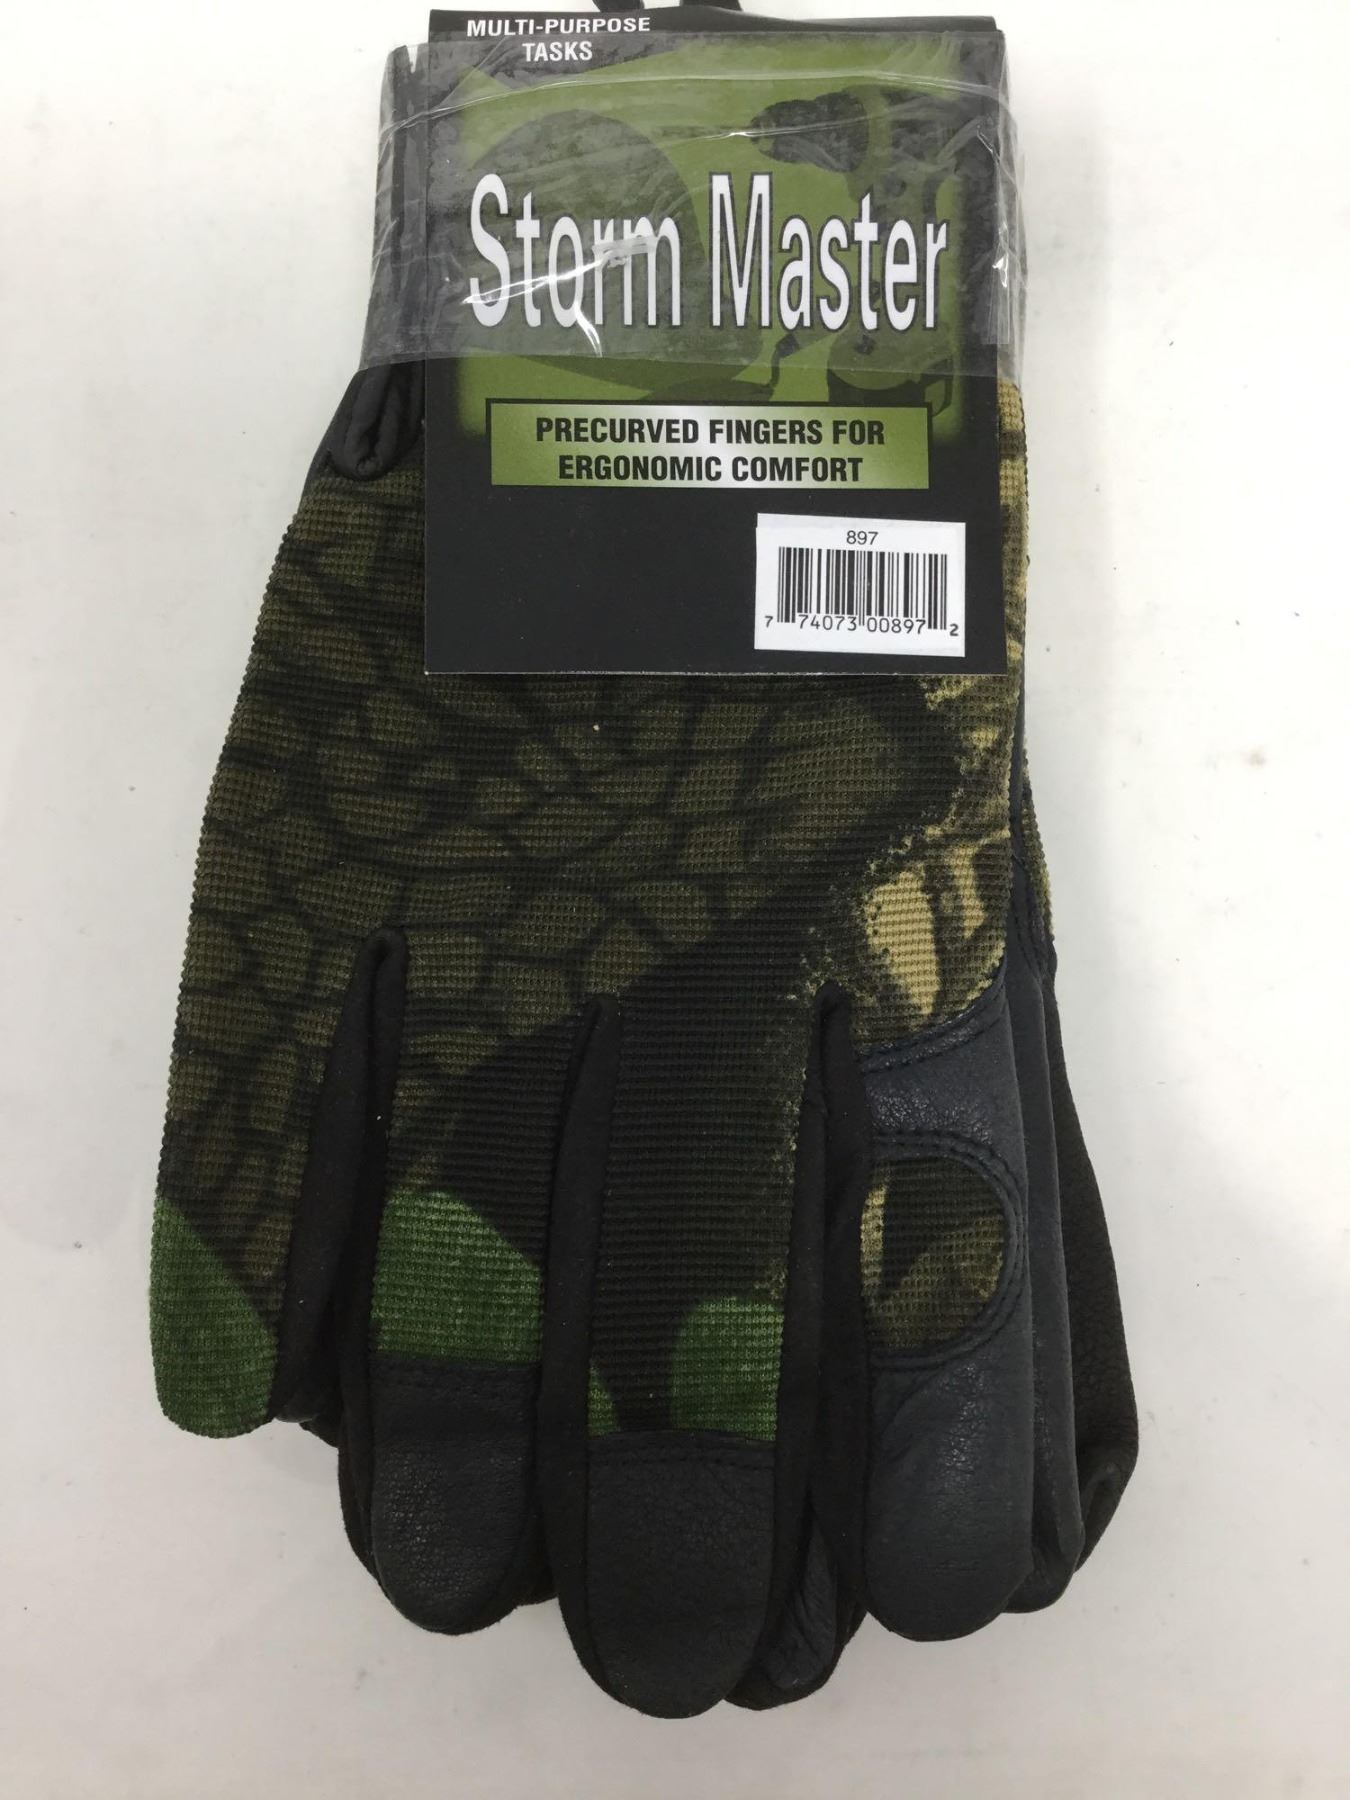 MULTI-PURPOSE
TASKS
Storm Master
PRECURVED FINGERS FOR
ERGONOMIC COMFORT
897
7 74073 00897 2